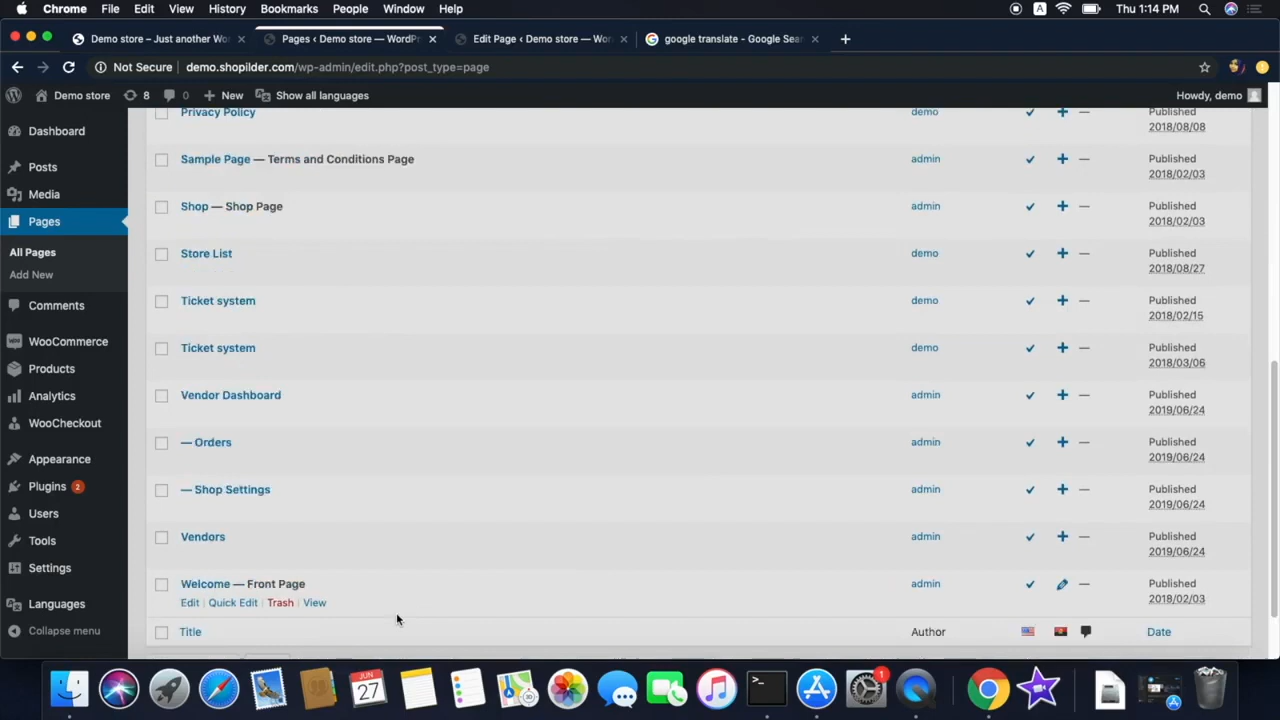 Chrome File Edit View History Bookmarks People Window Help A Thu 1:14 PM
Demo store – Just another Wo Pages ‹ Demo store — WordPr Edit Page ‹ Demo store — Wor google translate - Google Sear
Not Secure demo.shopilder.com/wp-admin/edit.php?post_type=page
Demo store 8 0 New Show all languages Howdy, demo
Dashboard
Posts
Media
Pages
All Pages
Add New
Comments
WooCommerce
Products
Analytics
WooCheckout
Appearance
Plugins 2
Users
Tools
Settings
Languages
Collapse menu
Privacy Policy demo — Published
2018/08/08
Sample Page — Terms and Conditions Page admin — Published
2018/02/03
Shop — Shop Page admin — Published
2018/02/03
Store List demo — Published
2018/08/27
Ticket system demo — Published
2018/02/15
Ticket system demo — Published
2018/03/06
Vendor Dashboard admin — Published
2019/06/24
— Orders admin — Published
2019/06/24
— Shop Settings admin — Published
2019/06/24
Vendors admin — Published
2019/06/24
Welcome — Front Page admin — Published
Edit | Quick Edit | Trash | View 2018/02/03
Title Author Date
JUN
27
1